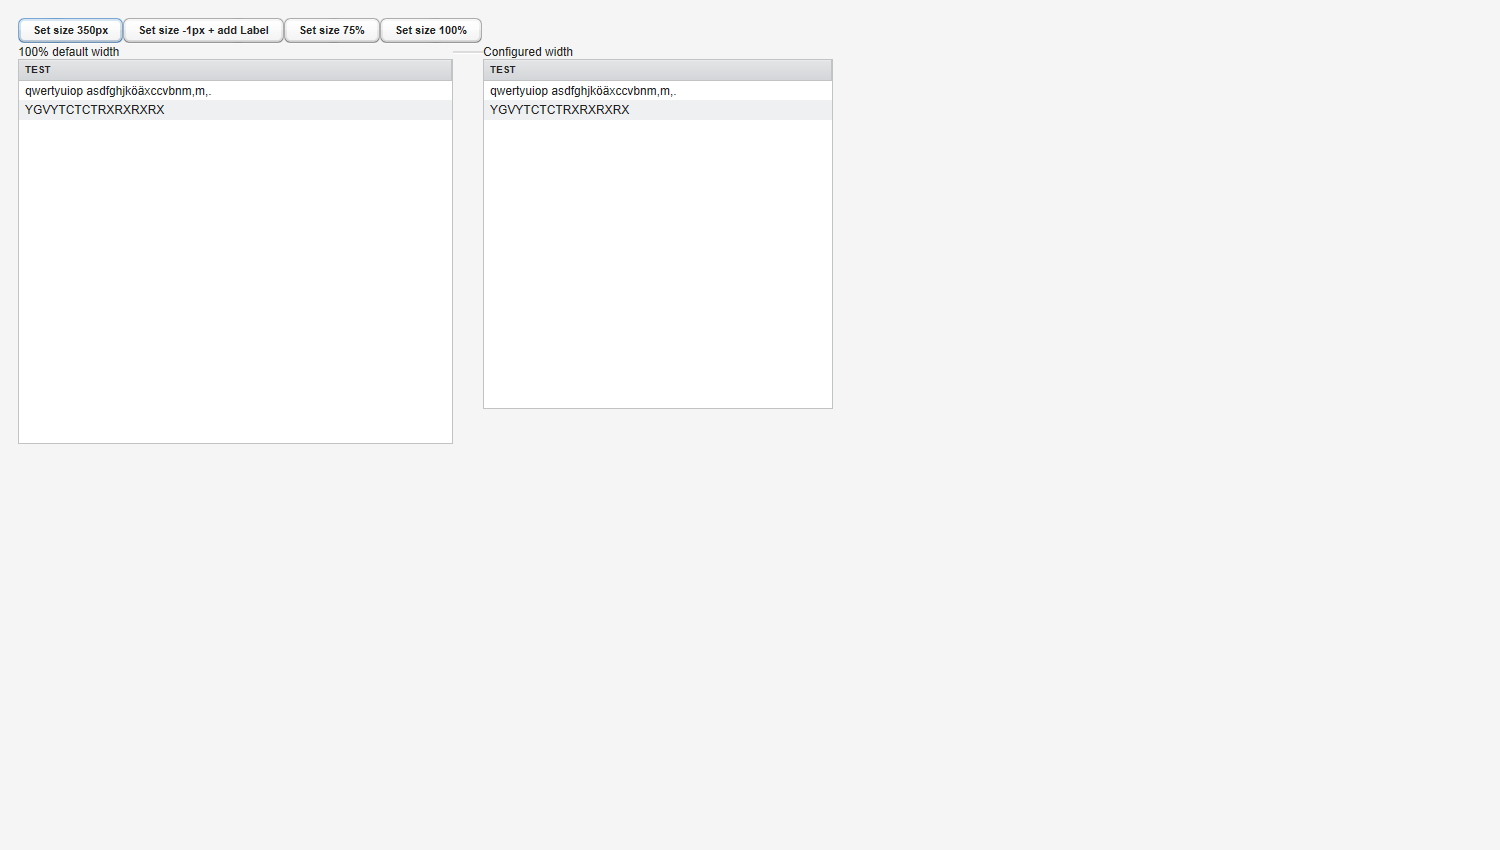 Set size 350px Set size -1px + add Label Set size 75% Set size 100%
100% default width Configured width
TEST TEST
qwertyuiop asdfghjköäxccvbnm,m,. qwertyuiop asdfghjköäxccvbnm,m,.
YGVYTCTCTRXRXRXRX YGVYTCTCTRXRXRXRX